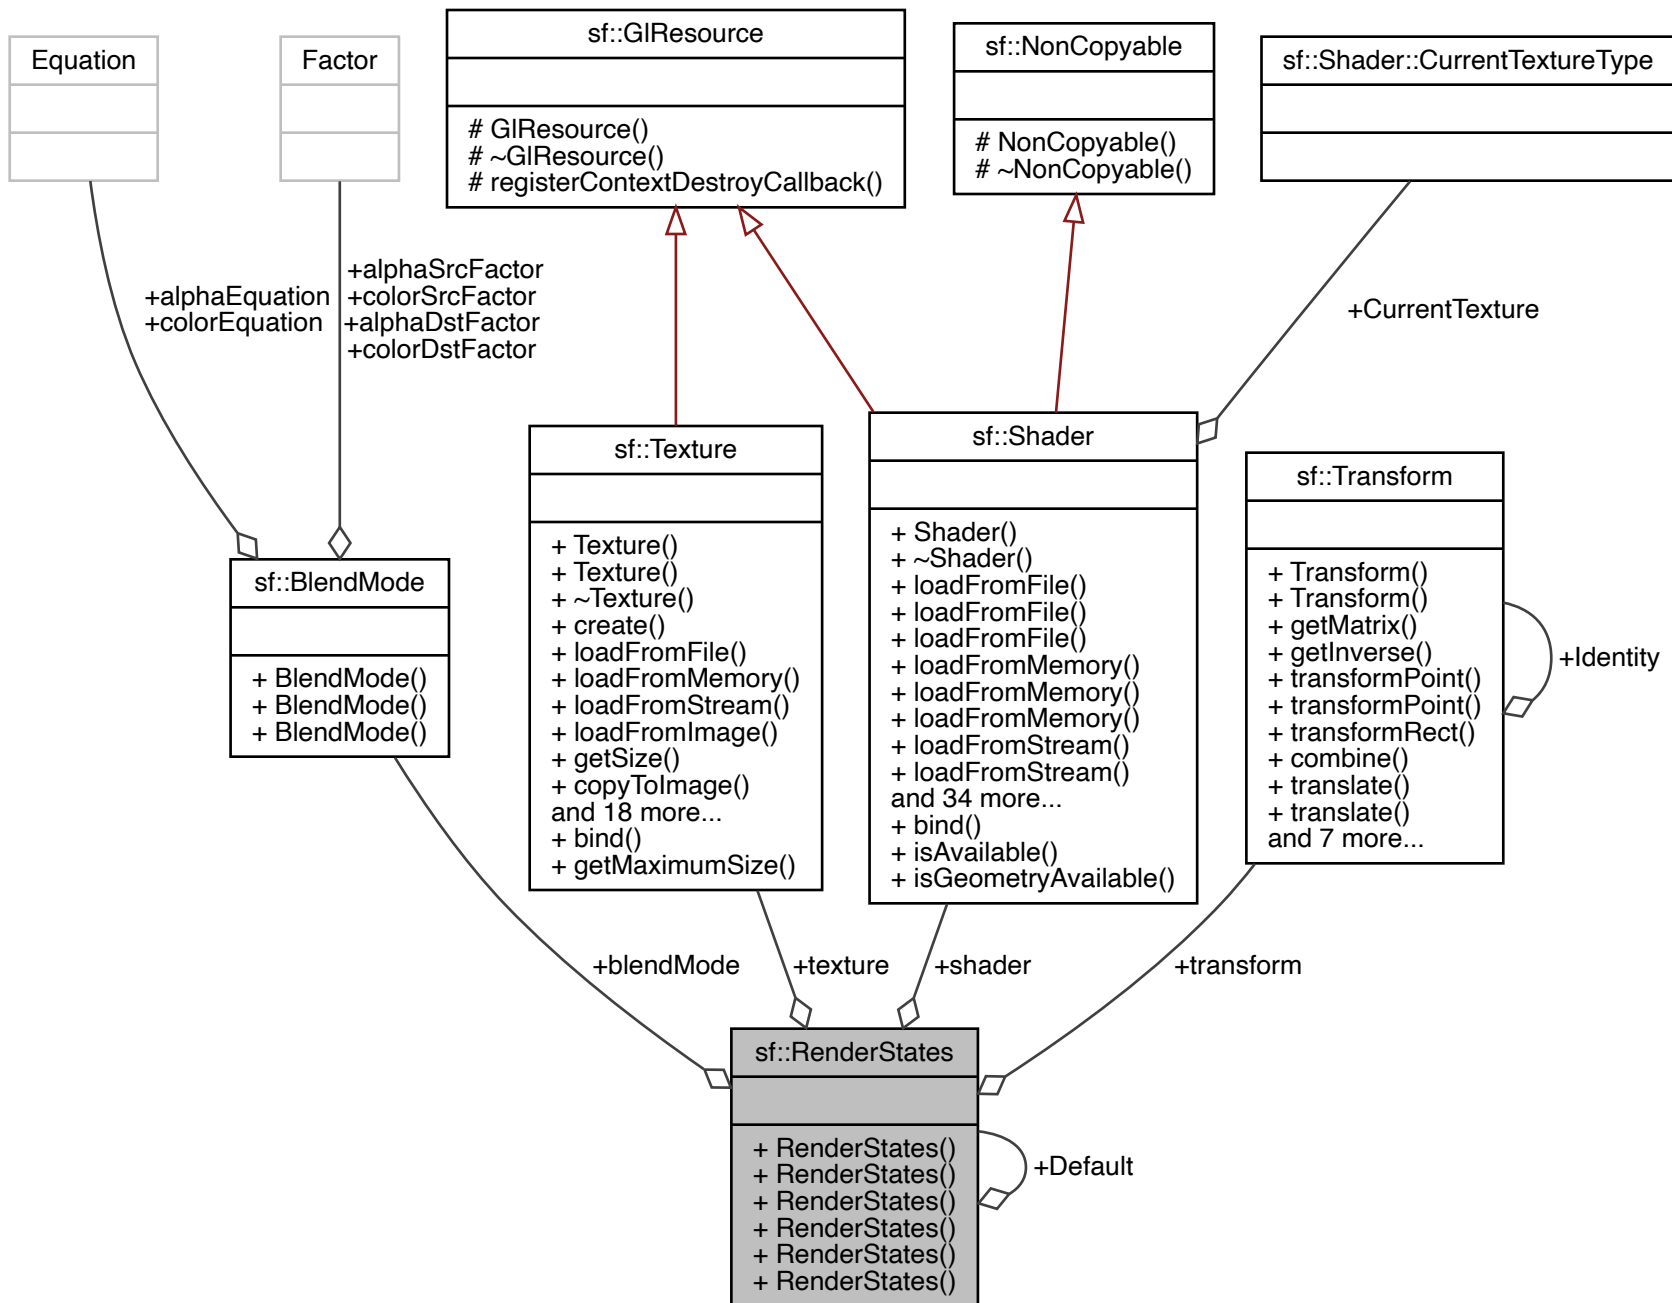 Equation
Factor
sf::GlResource
# GlResource()
# ~GlResource()
# registerContextDestroyCallback()
sf::NonCopyable
# NonCopyable()
# ~NonCopyable()
sf::Shader::CurrentTextureType
+alphaEquation
+colorEquation
+alphaSrcFactor
+colorSrcFactor
+alphaDstFactor
+colorDstFactor
+CurrentTexture
sf::BlendMode
+ BlendMode()
+ BlendMode()
+ BlendMode()
sf::Texture
+ Texture()
+ Texture()
+ ~Texture()
+ create()
+ loadFromFile()
+ loadFromMemory()
+ loadFromStream()
+ loadFromImage()
+ getSize()
+ copyToImage()
and 18 more...
+ bind()
+ getMaximumSize()
sf::Shader
+ Shader()
+ ~Shader()
+ loadFromFile()
+ loadFromFile()
+ loadFromFile()
+ loadFromMemory()
+ loadFromMemory()
+ loadFromMemory()
+ loadFromStream()
+ loadFromStream()
and 34 more...
+ bind()
+ isAvailable()
+ isGeometryAvailable()
sf::Transform
+ Transform()
+ Transform()
+ getMatrix()
+ getInverse()
+ transformPoint()
+ transformPoint()
+ transformRect()
+ combine()
+ translate()
+ translate()
and 7 more...
+Identity
+blendMode
+texture
+shader
+transform
sf::RenderStates
+ RenderStates()
+ RenderStates()
+ RenderStates()
+ RenderStates()
+ RenderStates()
+ RenderStates()
+Default